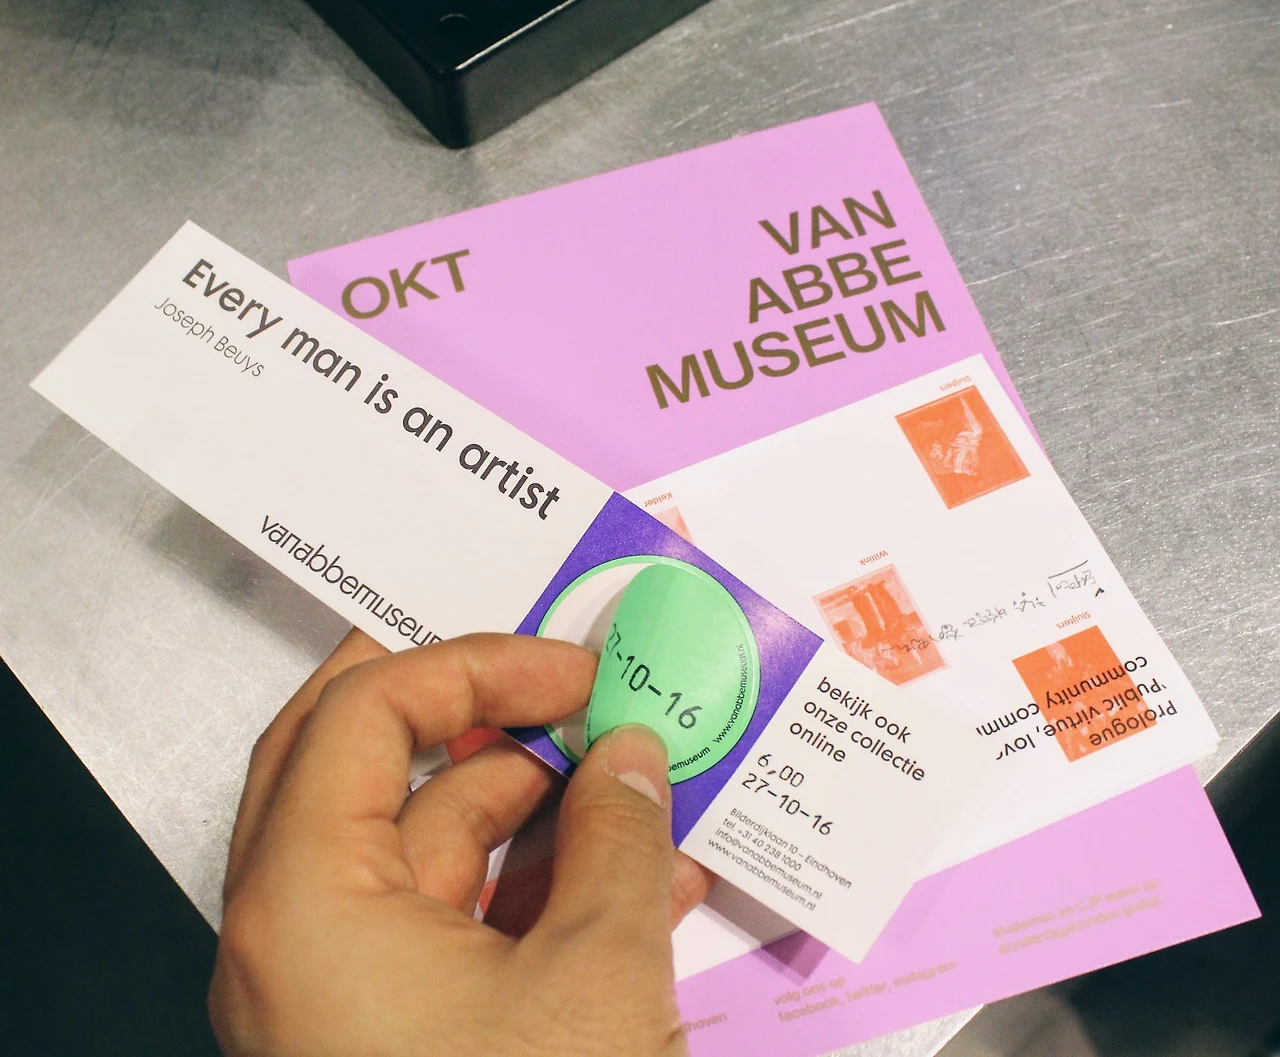 Every man is an artist
Joseph Beuys
vanabbemuseum
27-10-16
www.vanabbemuseum.nl
bekijk ook
onze collectie
online
6,00
27-10-16
Bilderdijklaan 10 – Eindhoven
tel. +31 40 238 1000
info@vanabbemuseum.nl
www.vanabbemuseum.nl
OKT
VAN
ABBE
MUSEUM
Sluijters
Kelder
Willink
Sluijters
Prologue
'Public virtue, lov
community comm
volg ons op
facebook, twitter, instagram
studenten en CJP